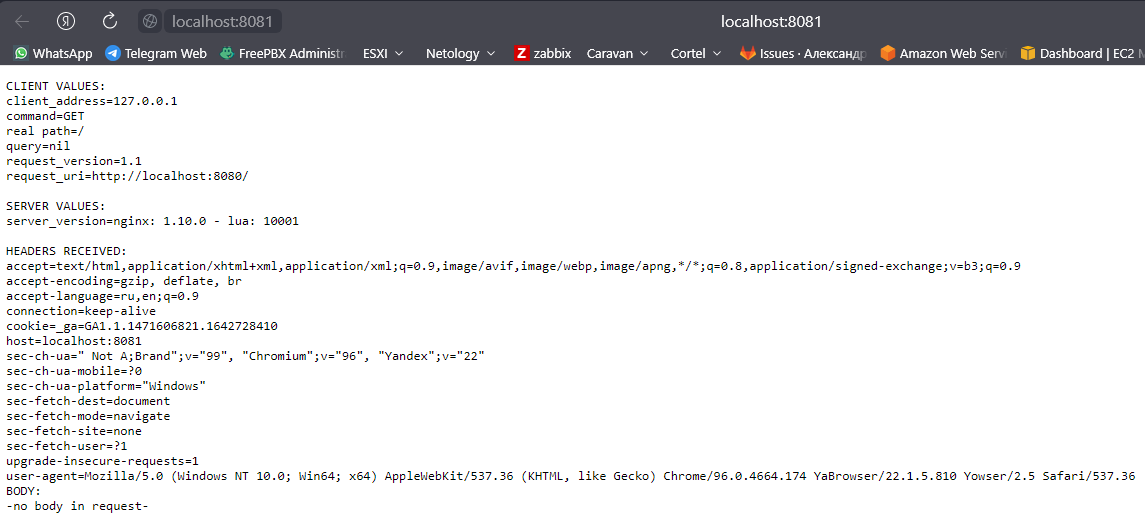 localhost:8081 localhost:8081
WhatsApp Telegram Web FreePBX Administr ESXI Netology zabbix Caravan Cortel Issues · Александр Amazon Web Serv Dashboard | EC2 M
CLIENT VALUES:
client_address=127.0.0.1
command=GET
real path=/
query=nil
request_version=1.1
request_uri=http://localhost:8080/
SERVER VALUES:
server_version=nginx: 1.10.0 - lua: 10001
HEADERS RECEIVED:
accept=text/html,application/xhtml+xml,application/xml;q=0.9,image/avif,image/webp,image/apng,*/*;q=0.8,application/signed-exchange;v=b3;q=0.9
accept-encoding=gzip, deflate, br
accept-language=ru,en;q=0.9
connection=keep-alive
cookie=_ga=GA1.1.1471606821.1642728410
host=localhost:8081
sec-ch-ua=" Not A;Brand";v="99", "Chromium";v="96", "Yandex";v="22"
sec-ch-ua-mobile=?0
sec-ch-ua-platform="Windows"
sec-fetch-dest=document
sec-fetch-mode=navigate
sec-fetch-site=none
sec-fetch-user=?1
upgrade-insecure-requests=1
user-agent=Mozilla/5.0 (Windows NT 10.0; Win64; x64) AppleWebKit/537.36 (KHTML, like Gecko) Chrome/96.0.4664.174 YaBrowser/22.1.5.810 Yowser/2.5 Safari/537.36
BODY:
-no body in request-